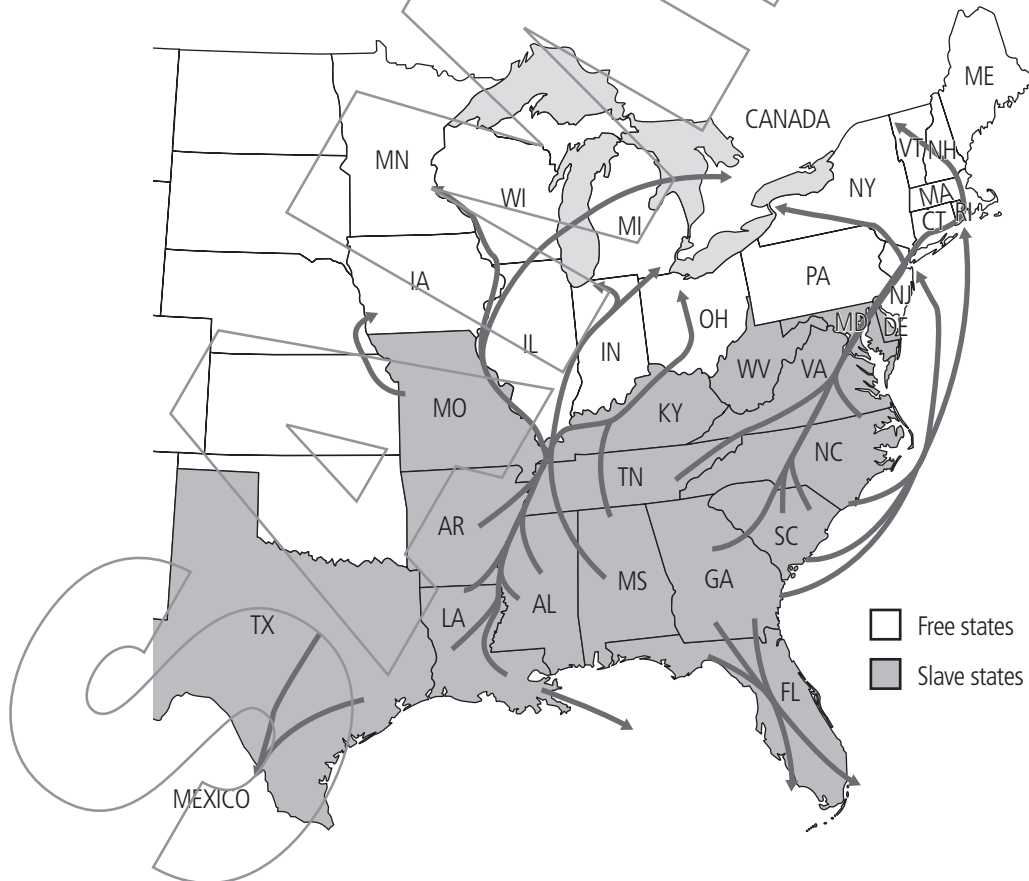 ME
CANADA
VT
NH
MN
NY
MA
WI
CT
RI
MI
PA
IA
NJ
OH
MD
DE
IL
IN
WV
VA
MO
KY
NC
TN
AR
SC
MS
GA
AL
LA
TX
Free states
Slave states
FL
MEXICO